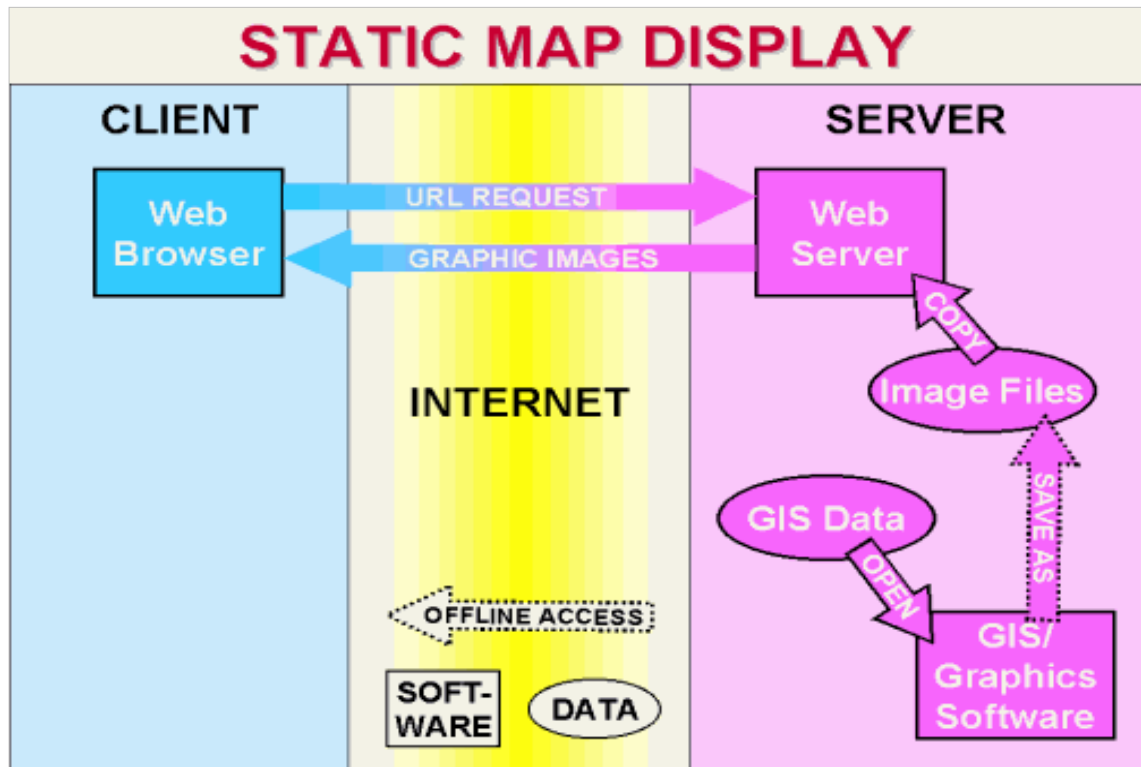 STATIC MAP DISPLAY
CLIENT
SERVER
Web
Browser
URL REQUEST
GRAPHIC IMAGES
Web
Server
COPY
Image Files
INTERNET
GIS Data
SAVE AS
OPEN
OFFLINE ACCESS
GIS/
Graphics
Software
SOFT-
WARE
DATA